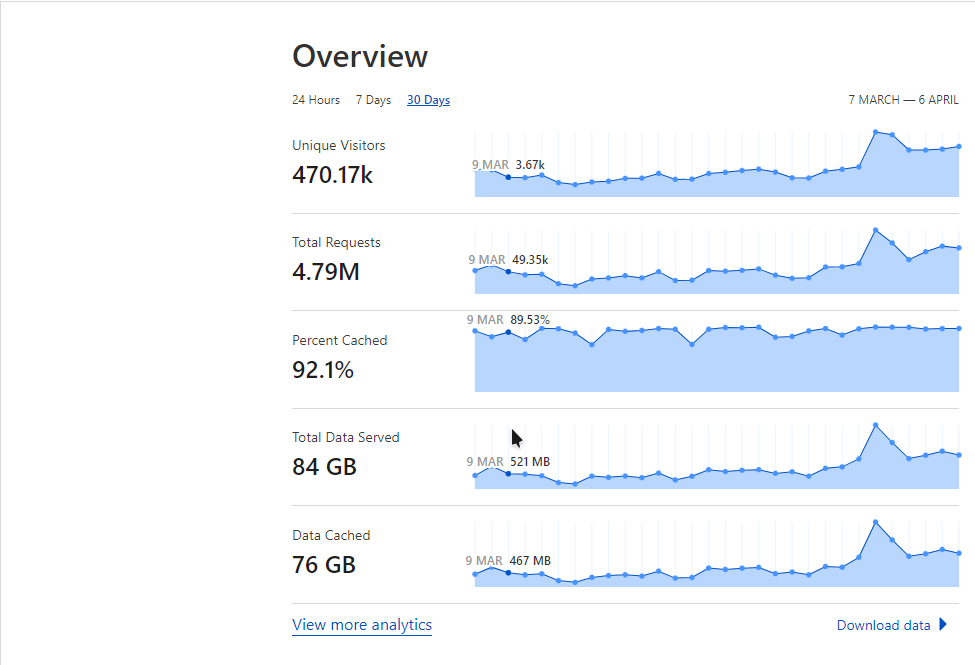 Overview
24 Hours 7 Days 30 Days 7 MARCH — 6 APRIL
Unique Visitors
470.17k
9 MAR 3.67k
Total Requests
4.79M
9 MAR 49.35k
Percent Cached
92.1%
9 MAR 89.53%
Total Data Served
84 GB
9 MAR 521 MB
Data Cached
76 GB
9 MAR 467 MB
View more analytics Download data